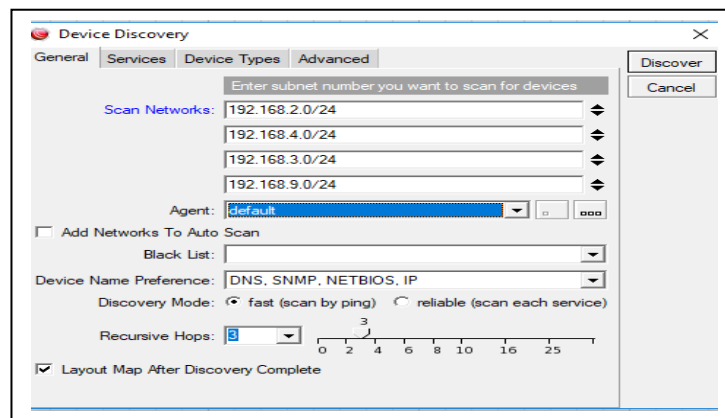 Device Discovery
General Services Device Types Advanced
Discover
Cancel
Enter subnet number you want to scan for devices
Scan Networks: 192.168.2.0/24
192.168.4.0/24
192.168.3.0/24
192.168.9.0/24
Agent: default
Add Networks To Auto Scan
Black List:
Device Name Preference: DNS, SNMP, NETBIOS, IP
Discovery Mode: fast (scan by ping) reliable (scan each service)
3
Recursive Hops: 3
0 2 4 6 8 10 16 25
Layout Map After Discovery Complete